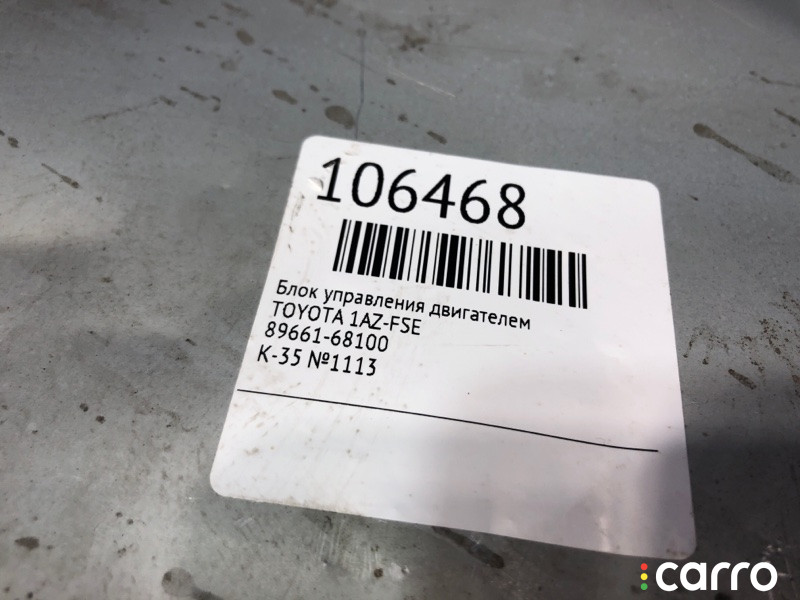 106468
Блок управления двигателем
TOYOTA 1AZ-FSE
89661-68100
К-35 №1113
carro